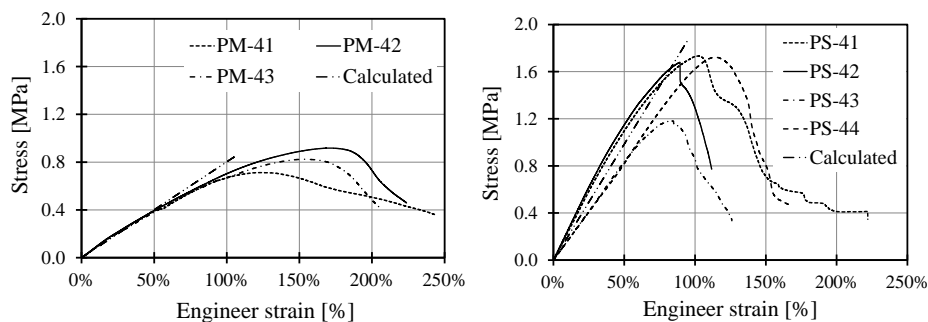 2.0
1.6
1.2
0.8
0.4
0.0
Stress [MPa]
PM-41 PM-42
PM-43 Calculated
0% 50% 100% 150% 200% 250%
Engineer strain [%]
2.0
1.6
1.2
0.8
0.4
0.0
Stress [MPa]
PS-41
PS-42
PS-43
PS-44
Calculated
0% 50% 100% 150% 200% 250%
Engineer strain [%]